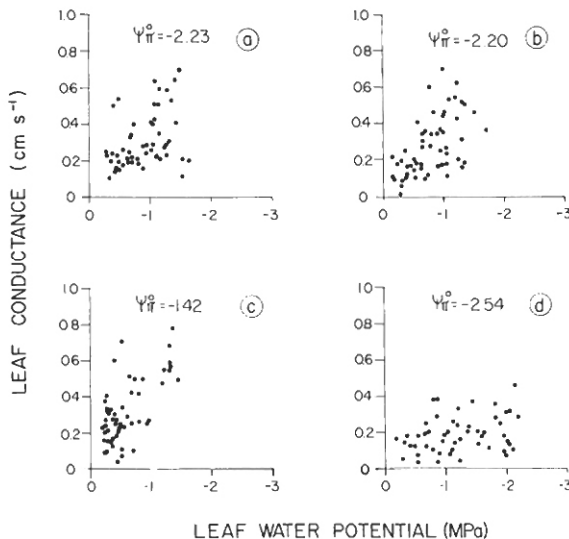 Ψπ°=-2.23 ⓐ
1.0
0.8
0.6
0.4
0.2
0
0 -1 -2 -3
Ψπ°=-2.20 ⓑ
1.0
0.8
0.6
0.4
0.2
0
0 -1 -2 -3
Ψπ°=-1.42 ⓒ
1.0
0.8
0.6
0.4
0.2
0
0 -1 -2 -3
Ψπ°=-2.54 ⓓ
1.0
0.8
0.6
0.4
0.2
0
0 -1 -2 -3
LEAF CONDUCTANCE (cm s⁻¹)
LEAF WATER POTENTIAL (MPa)